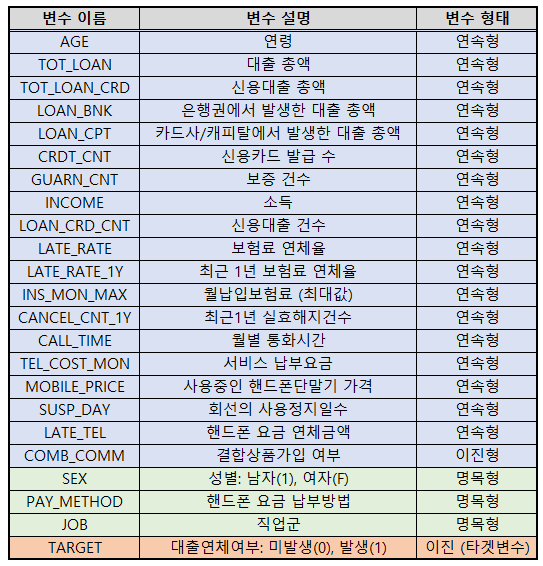 변수 이름 변수 설명 변수 형태
AGE 연령 연속형
TOT_LOAN 대출 총액 연속형
TOT_LOAN_CRD 신용대출 총액 연속형
LOAN_BNK 은행권에서 발생한 대출 총액 연속형
LOAN_CPT 카드사/캐피탈에서 발생한 대출 총액 연속형
CRDT_CNT 신용카드 발급 수 연속형
GUARN_CNT 보증 건수 연속형
INCOME 소득 연속형
LOAN_CRD_CNT 신용대출 건수 연속형
LATE_RATE 보험료 연체율 연속형
LATE_RATE_1Y 최근 1년 보험료 연체율 연속형
INS_MON_MAX 월납입보험료 (최대값) 연속형
CANCEL_CNT_1Y 최근1년 실효해지건수 연속형
CALL_TIME 월별 통화시간 연속형
TEL_COST_MON 서비스 납부요금 연속형
MOBILE_PRICE 사용중인 핸드폰단말기 가격 연속형
SUSP_DAY 회선의 사용정지일수 연속형
LATE_TEL 핸드폰 요금 연체금액 연속형
COMB_COMM 결합상품가입 여부 이진형
SEX 성별: 남자(1), 여자(F) 명목형
PAY_METHOD 핸드폰 요금 납부방법 명목형
JOB 직업군 명목형
TARGET 대출연체여부: 미발생(0), 발생(1) 이진 (타겟변수)